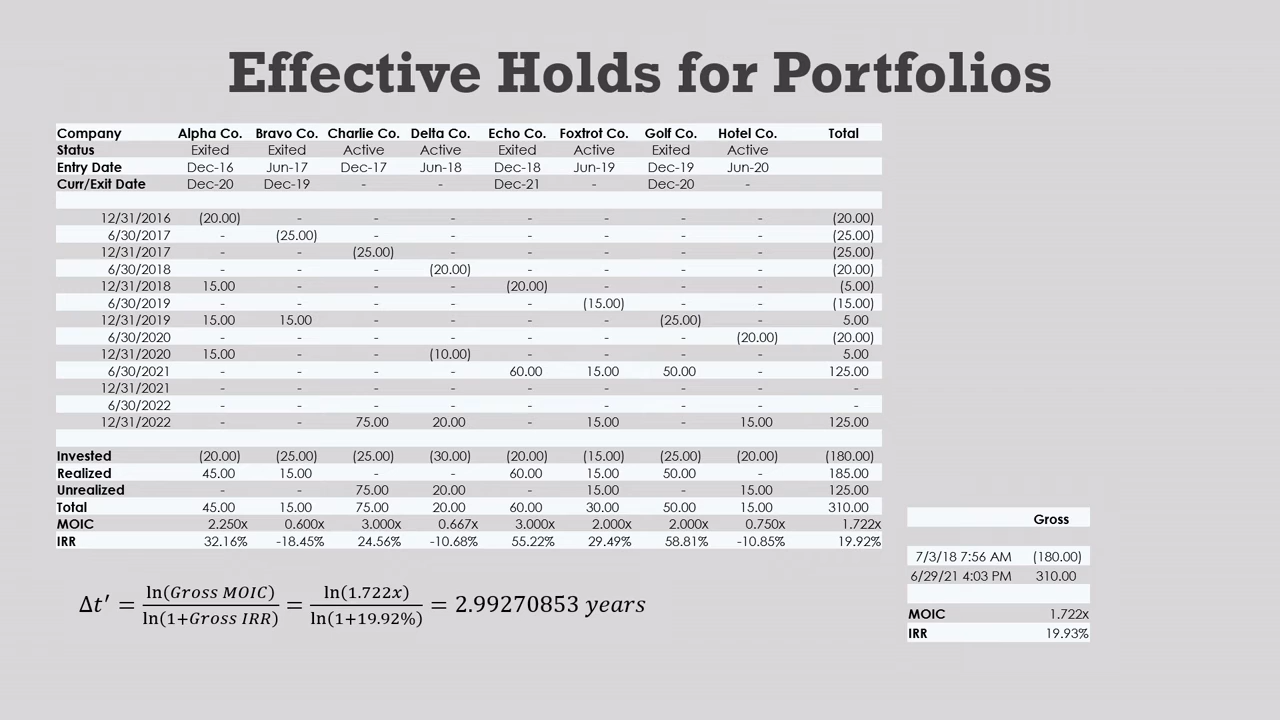 Effective Holds for Portfolios
Company Alpha Co. Bravo Co. Charlie Co. Delta Co. Echo Co. Foxtrot Co. Golf Co. Hotel Co. Total
Status Exited Exited Active Active Exited Active Exited Active
Entry Date Dec-16 Jun-17 Dec-17 Jun-18 Dec-18 Jun-19 Dec-19 Jun-20
Curr/Exit Date Dec-20 Dec-19 - - Dec-21 - Dec-20 -
12/31/2016 (20.00) - - - - - - - (20.00)
6/30/2017 - (25.00) - - - - - - (25.00)
12/31/2017 - - (25.00) - - - - - (25.00)
6/30/2018 - - - (20.00) - - - - (20.00)
12/31/2018 15.00 - - - (20.00) - - - (5.00)
6/30/2019 - - - - - (15.00) - - (15.00)
12/31/2019 15.00 15.00 - - - - (25.00) - 5.00
6/30/2020 - - - - - - - (20.00) (20.00)
12/31/2020 15.00 - - (10.00) - - - - 5.00
6/30/2021 - - - - 60.00 15.00 50.00 - 125.00
12/31/2021 - - - - - - - - -
6/30/2022 - - - - - - - - -
12/31/2022 - - 75.00 20.00 - 15.00 - 15.00 125.00
Invested (20.00) (25.00) (25.00) (30.00) (20.00) (15.00) (25.00) (20.00) (180.00)
Realized 45.00 15.00 - - 60.00 15.00 50.00 - 185.00
Unrealized - - 75.00 20.00 - 15.00 - 15.00 125.00
Total 45.00 15.00 75.00 20.00 60.00 30.00 50.00 15.00 310.00
MOIC 2.250x 0.600x 3.000x 0.667x 3.000x 2.000x 2.000x 0.750x 1.722x
IRR 32.16% -18.45% 24.56% -10.68% 55.22% 29.49% 58.81% -10.85% 19.92%
Gross
7/3/18 7:56 AM (180.00)
6/29/21 4:03 PM 310.00
MOIC 1.722x
IRR 19.93%
Δt′ = ln(Gross MOIC) / ln(1+Gross IRR) = ln(1.722x) / ln(1+19.92%) = 2.99270853 years